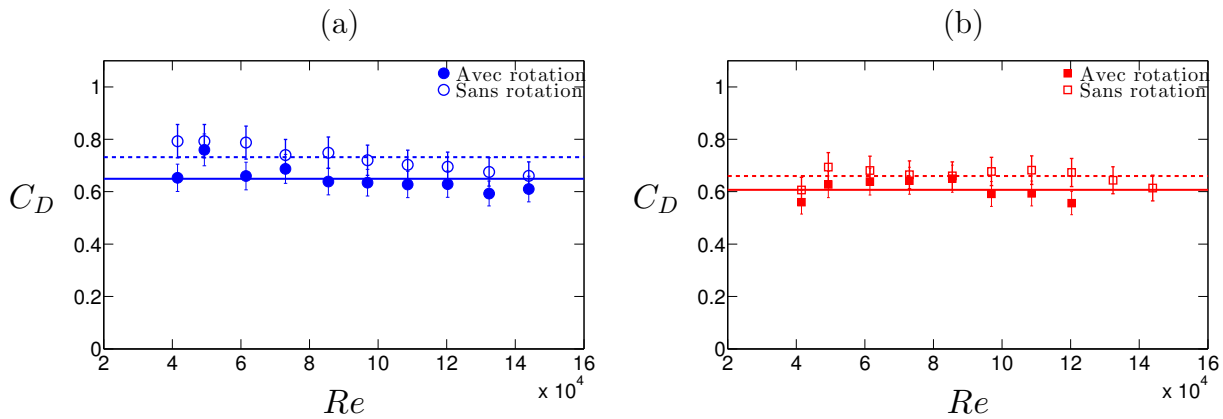 (a)
Avec rotation
Sans rotation
1
0.8
0.6
0.4
0.2
0
C_D
2 4 6 8 10 12 14 16
x 10^4
Re
(b)
Avec rotation
Sans rotation
1
0.8
0.6
0.4
0.2
0
C_D
2 4 6 8 10 12 14 16
x 10^4
Re